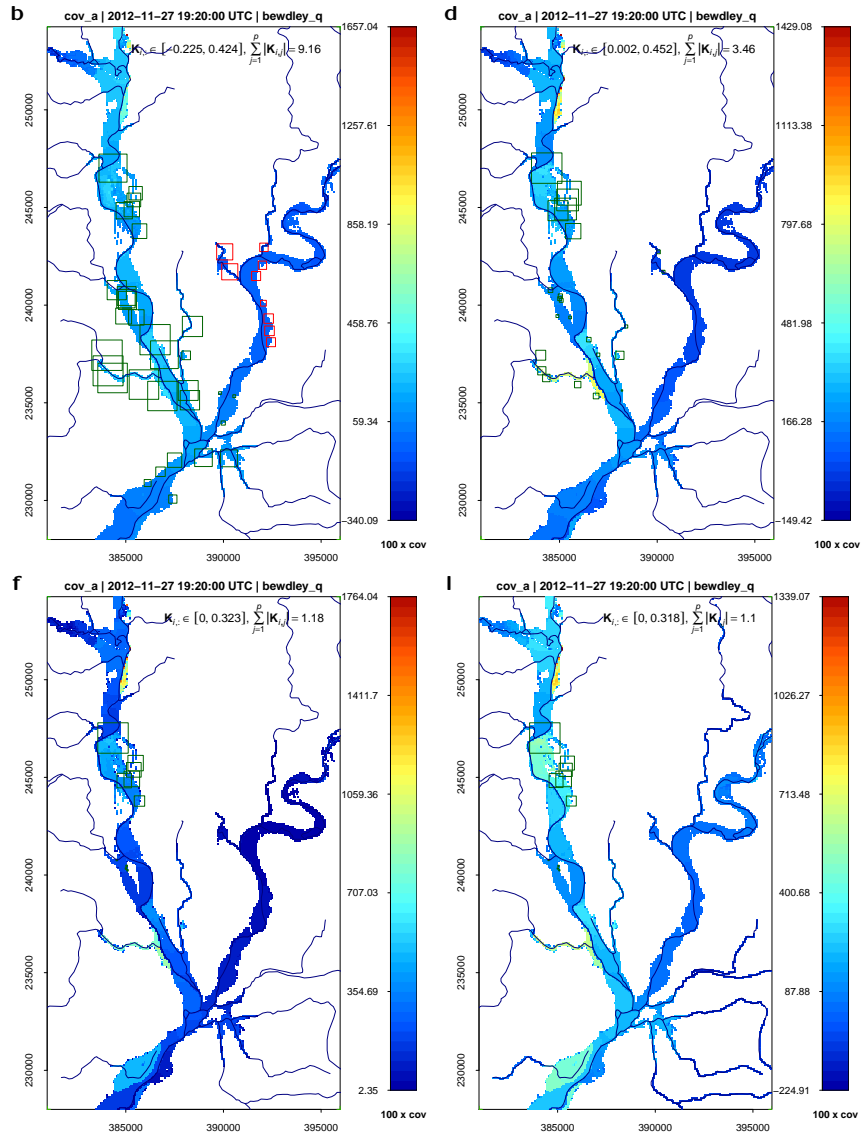 b
cov_a | 2012−11−27 19:20:00 UTC | bewdley_q
K_{i,:} ∈ [−0.225, 0.424], ∑_{j=1}^{p} |K_{i,j}| = 9.16
250000
245000
240000
235000
230000
385000 390000 395000
1657.04
1257.61
858.19
458.76
59.34
−340.09
100 x cov
d
cov_a | 2012−11−27 19:20:00 UTC | bewdley_q
K_{i,:} ∈ [0.002, 0.452], ∑_{j=1}^{p} |K_{i,j}| = 3.46
250000
245000
240000
235000
230000
385000 390000 395000
1429.08
1113.38
797.68
481.98
166.28
−149.42
100 x cov
f
cov_a | 2012−11−27 19:20:00 UTC | bewdley_q
K_{i,:} ∈ [0, 0.323], ∑_{j=1}^{p} |K_{i,j}| = 1.18
250000
245000
240000
235000
230000
385000 390000 395000
1764.04
1411.7
1059.36
707.03
354.69
2.35
100 x cov
l
cov_a | 2012−11−27 19:20:00 UTC | bewdley_q
K_{i,:} ∈ [0, 0.318], ∑_{j=1}^{p} |K_{i,j}| = 1.1
250000
245000
240000
235000
230000
385000 390000 395000
1339.07
1026.27
713.48
400.68
87.88
−224.91
100 x cov